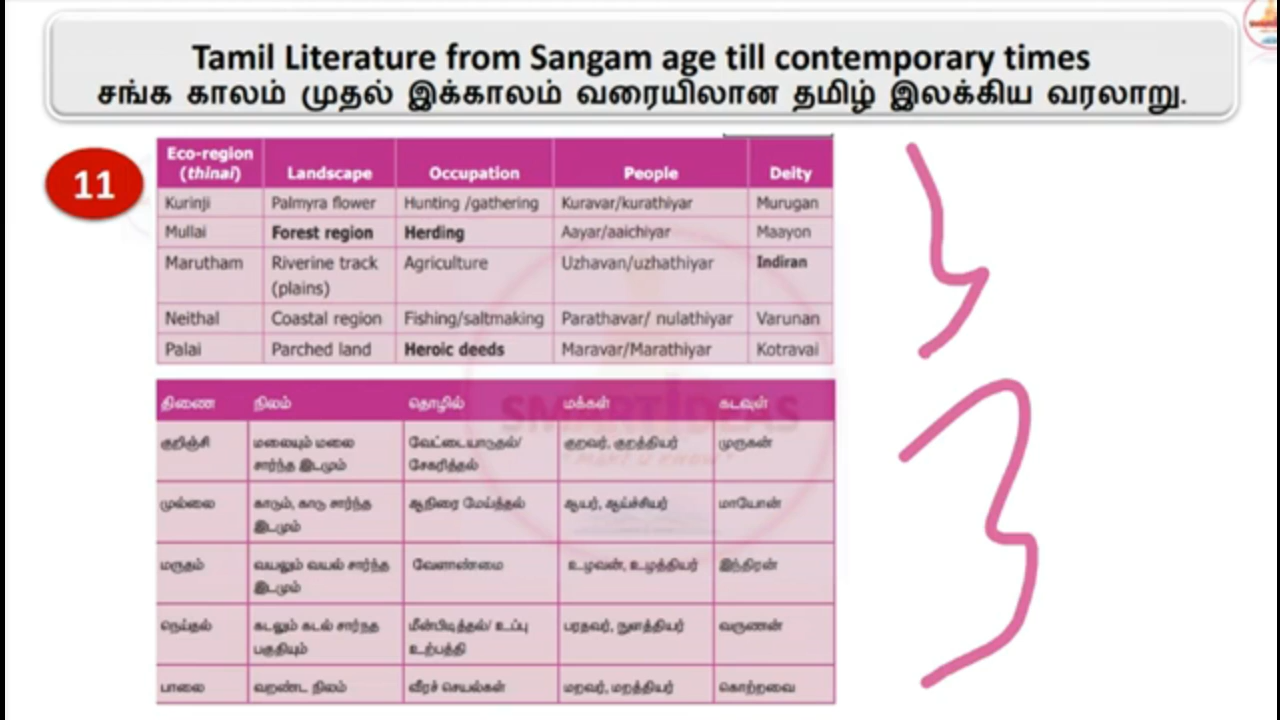 Tamil Literature from Sangam age till contemporary times
சங்க காலம் முதல் இக்காலம் வரையிலான தமிழ் இலக்கிய வரலாறு.
11
Eco-region (thinai) Landscape Occupation People Deity
Kurinji Palmyra flower Hunting /gathering Kuravar/kurathiyar Murugan
Mullai Forest region Herding Aayar/aaichiyar Maayon
Marutham Riverine track (plains) Agriculture Uzhavan/uzhathiyar Indiran
Neithal Coastal region Fishing/saltmaking Parathavar/ nulathiyar Varunan
Palai Parched land Heroic deeds Maravar/Marathiyar Kotravai
SMART IDEAS
திணை நிலம் தொழில் மக்கள் கடவுள்
குறிஞ்சி மலையும் மலை சார்ந்த இடமும் வேட்டையாடுதல்/ சேகரித்தல் குறவர், குறத்தியர் முருகன்
முல்லை காடும், காடு சார்ந்த இடமும் ஆநிரை மேய்த்தல் ஆயர், ஆய்ச்சியர் மாயோன்
மருதம் வயலும் வயல் சார்ந்த இடமும் வேளாண்மை உழவன், உழத்தியர் இந்திரன்
நெய்தல் கடலும் கடல் சார்ந்த பகுதியும் மீன்பிடித்தல்/ உப்பு உற்பத்தி பரதவர், நுளத்தியர் வருணன்
பாலை வறண்ட நிலம் வீரச் செயல்கள் மறவர், மறத்தியர் கொற்றவை